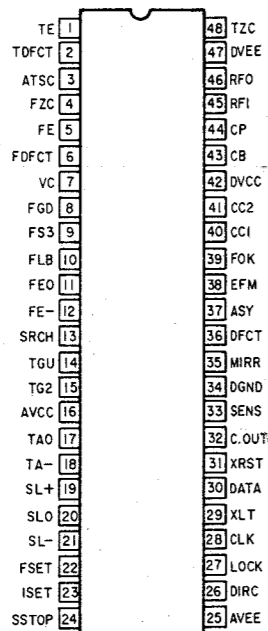 TE 1 48 TZC
TDFCT 2 47 DVEE
ATSC 3 46 RFO
FZC 4 45 RFI
FE 5 44 CP
FDFCT 6 43 CB
VC 7 42 DVCC
FGD 8 41 CC2
FS3 9 40 CC1
FLB 10 39 FOK
FEO 11 38 EFM
FE- 12 37 ASY
SRCH 13 36 DFCT
TGU 14 35 MIRR
TG2 15 34 DGND
AVCC 16 33 SENS
TAO 17 32 C.OUT
TA- 18 31 XRST
SL+ 19 30 DATA
SLO 20 29 XLT
SL- 21 28 CLK
FSET 22 27 LOCK
ISET 23 26 DIRC
SSTOP 24 25 AVEE